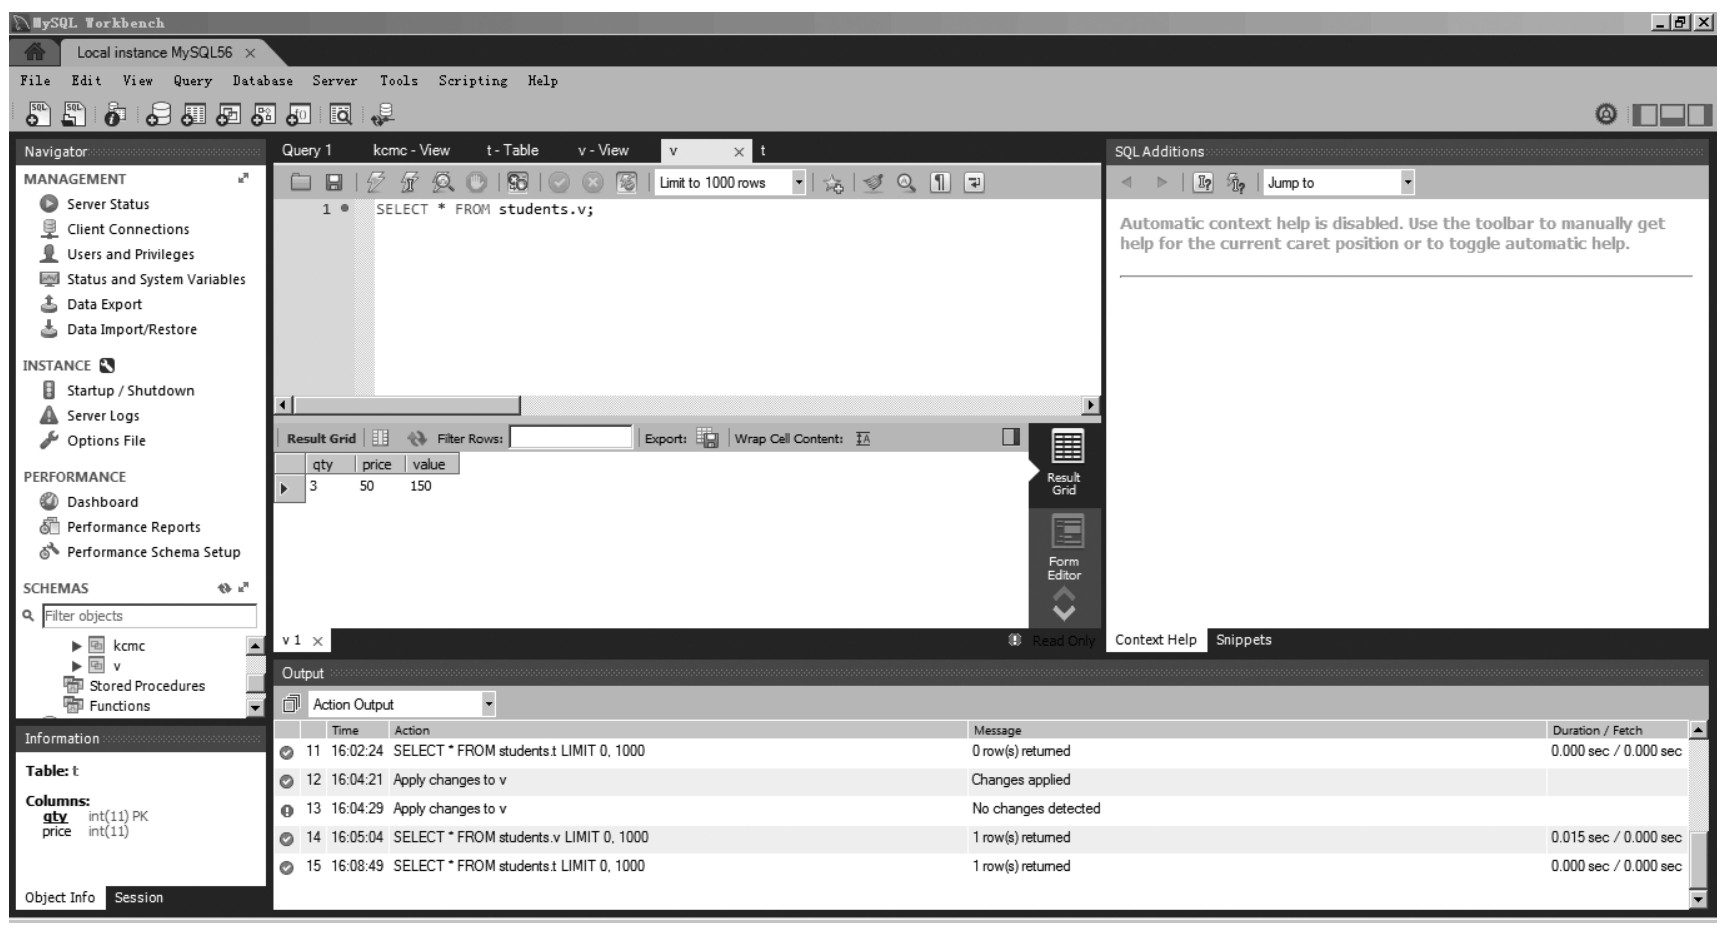 MySQL Workbench
Local instance MySQL56
File Edit View Query Database Server Tools Scripting Help
Navigator
MANAGEMENT
Server Status
Client Connections
Users and Privileges
Status and System Variables
Data Export
Data Import/Restore
INSTANCE
Startup / Shutdown
Server Logs
Options File
PERFORMANCE
Dashboard
Performance Reports
Performance Schema Setup
SCHEMAS
Filter objects
kcmc
v
Stored Procedures
Functions
Information
Table: t
Columns:
qty int(11) PK
price int(11)
Object Info Session
Query 1 kcmc - View t - Table v - View v t
Limit to 1000 rows
1 SELECT * FROM students.v;
Result Grid Filter Rows: Export: Wrap Cell Content:
qty price value
3 50 150
Result Grid
Form Editor
v 1 Read Only
SQL Additions
Jump to
Automatic context help is disabled. Use the toolbar to manually get
help for the current caret position or to toggle automatic help.
Context Help Snippets
Output
Action Output
Time Action Message Duration / Fetch
11 16:02:24 SELECT * FROM students.t LIMIT 0, 1000 0 row(s) returned 0.000 sec / 0.000 sec
12 16:04:21 Apply changes to v Changes applied
13 16:04:29 Apply changes to v No changes detected
14 16:05:04 SELECT * FROM students.v LIMIT 0, 1000 1 row(s) returned 0.015 sec / 0.000 sec
15 16:08:49 SELECT * FROM students.t LIMIT 0, 1000 1 row(s) returned 0.000 sec / 0.000 sec